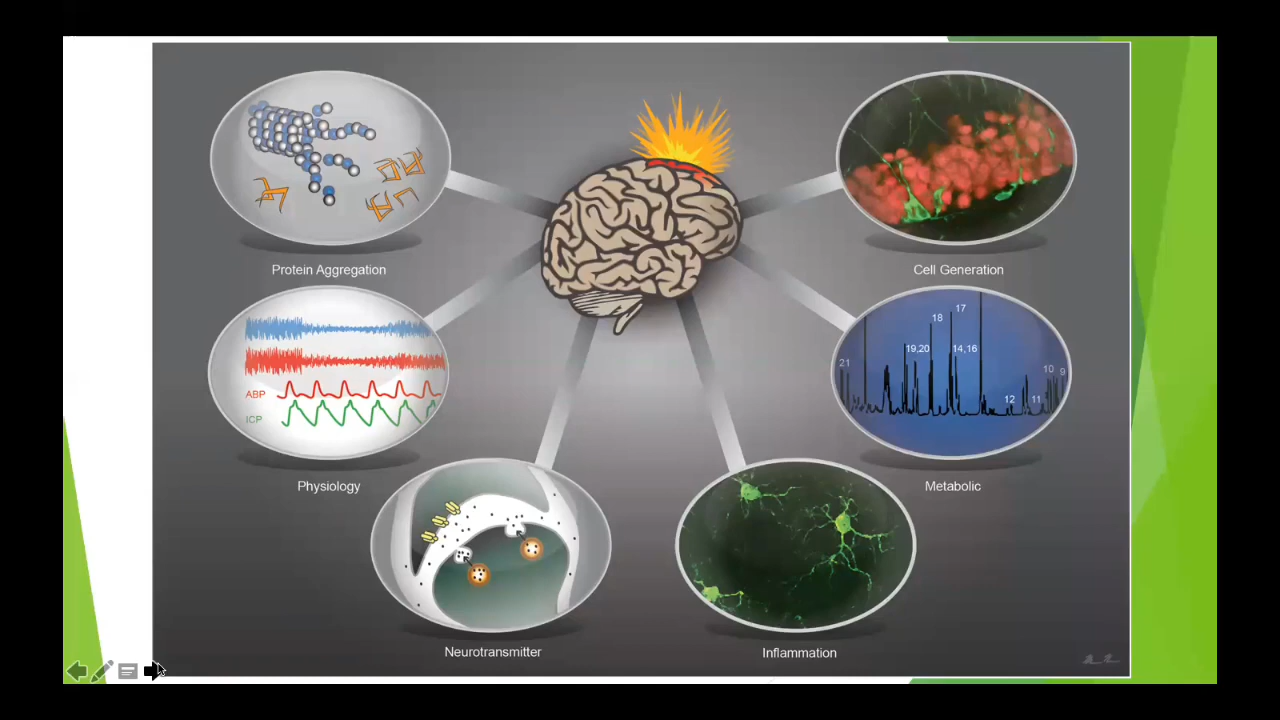 Protein Aggregation
Cell Generation
ABP
ICP
Physiology
17
18
19,20
14,16
21
10
9
12
11
Metabolic
Neurotransmitter
Inflammation